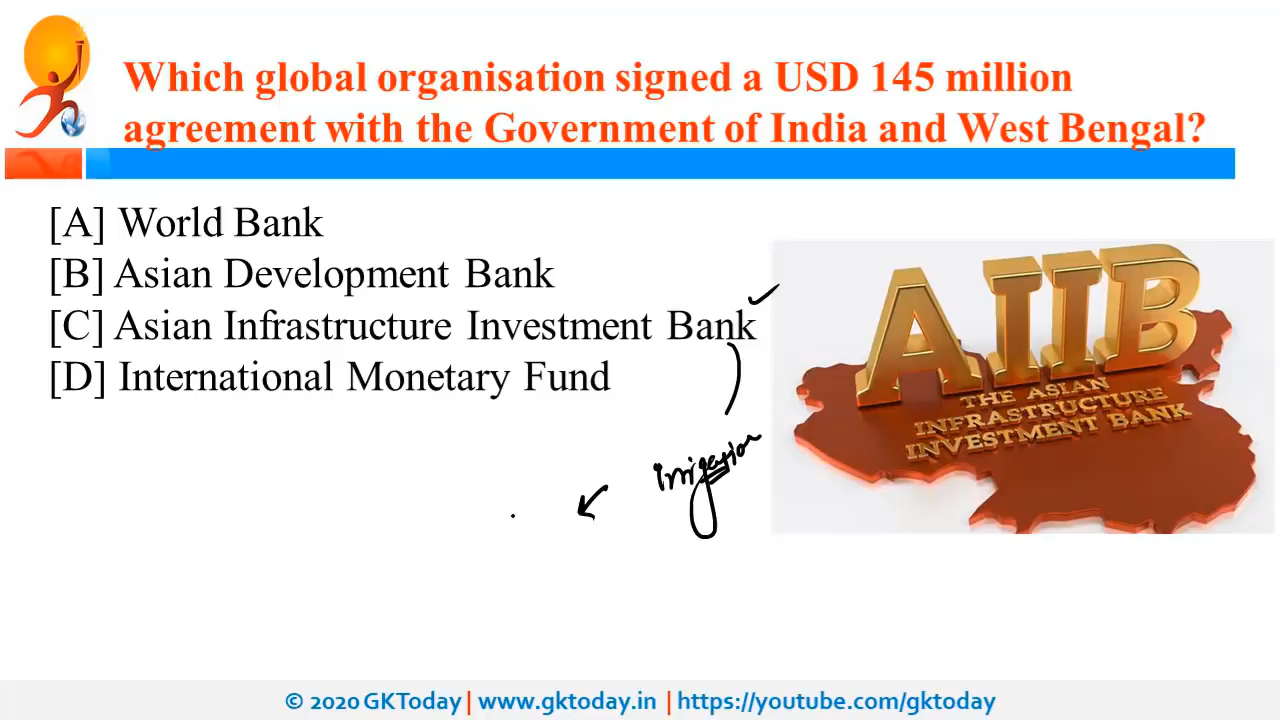 Which global organisation signed a USD 145 million
agreement with the Government of India and West Bengal?
[A] World Bank
[B] Asian Development Bank
[C] Asian Infrastructure Investment Bank
[D] International Monetary Fund
AIIB
THE ASIAN
INFRASTRUCTURE
INVESTMENT BANK
Irrigation
© 2020 GKToday | www.gktoday.in | https://youtube.com/gktoday